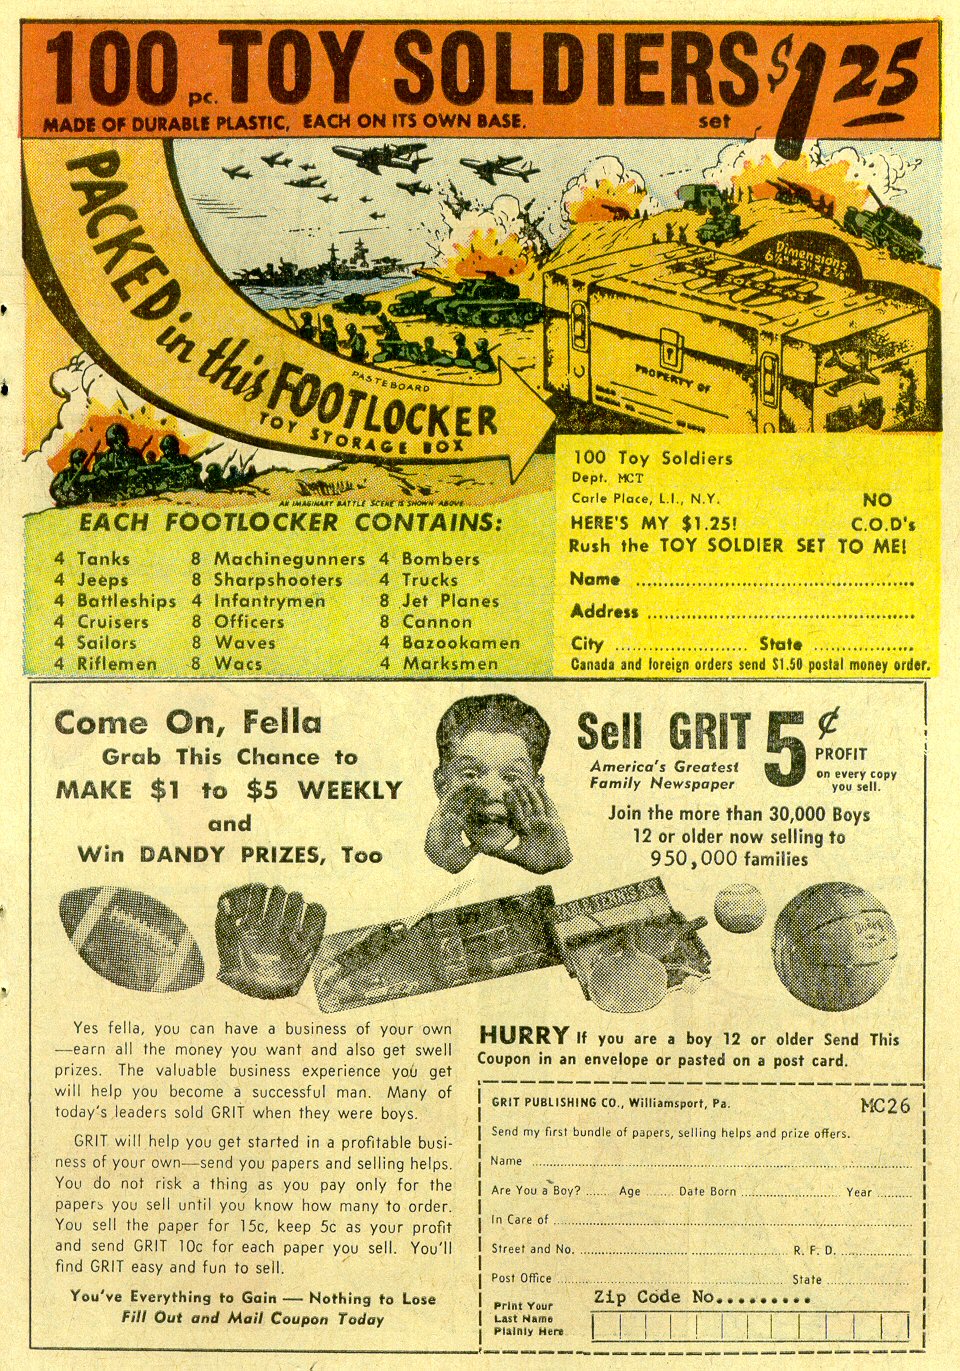 100 pc. TOY SOLDIERS $1.25
MADE OF DURABLE PLASTIC, EACH ON ITS OWN BASE. set
PACKED in this FOOTLOCKER
PASTEBOARD
TOY STORAGE BOX
Dimensions
6¼" x 3½" x 2¼"
PROPERTY OF
AN IMAGINARY BATTLE SCENE IS SHOWN ABOVE
EACH FOOTLOCKER CONTAINS:
4 Tanks 8 Machinegunners 4 Bombers
4 Jeeps 8 Sharpshooters 4 Trucks
4 Battleships 4 Infantrymen 8 Jet Planes
4 Cruisers 8 Officers 8 Cannon
4 Sailors 8 Waves 4 Bazookamen
4 Riflemen 8 Wacs 4 Marksmen
100 Toy Soldiers
Dept. MCT
Carle Place, L.I., N.Y. NO
HERE'S MY $1.25! C.O.D's
Rush the TOY SOLDIER SET TO ME!
Name
Address
City State
Canada and foreign orders send $1.50 postal money order.
Come On, Fella
Grab This Chance to
MAKE $1 to $5 WEEKLY
and
Win DANDY PRIZES, Too
Sell GRIT 5¢
America's Greatest
Family Newspaper
PROFIT
on every copy
you sell.
Join the more than 30,000 Boys
12 or older now selling to
950,000 families
TABLE TENNIS SET
Yes fella, you can have a business of your own
—earn all the money you want and also get swell
prizes. The valuable business experience you get
will help you become a successful man. Many of
today's leaders sold GRIT when they were boys.
GRIT will help you get started in a profitable busi-
ness of your own—send you papers and selling helps.
You do not risk a thing as you pay only for the
papers you sell until you know how many to order.
You sell the paper for 15c, keep 5c as your profit
and send GRIT 10c for each paper you sell. You'll
find GRIT easy and fun to sell.
You've Everything to Gain — Nothing to Lose
Fill Out and Mail Coupon Today
HURRY If you are a boy 12 or older Send This
Coupon in an envelope or pasted on a post card.
GRIT PUBLISHING CO., Williamsport, Pa. MC26
Send my first bundle of papers, selling helps and prize offers.
Name
Are You a Boy? Age Date Born Year
In Care of
Street and No. R. F. D.
Post Office State
Zip Code No.
Print Your
Last Name
Plainly Here